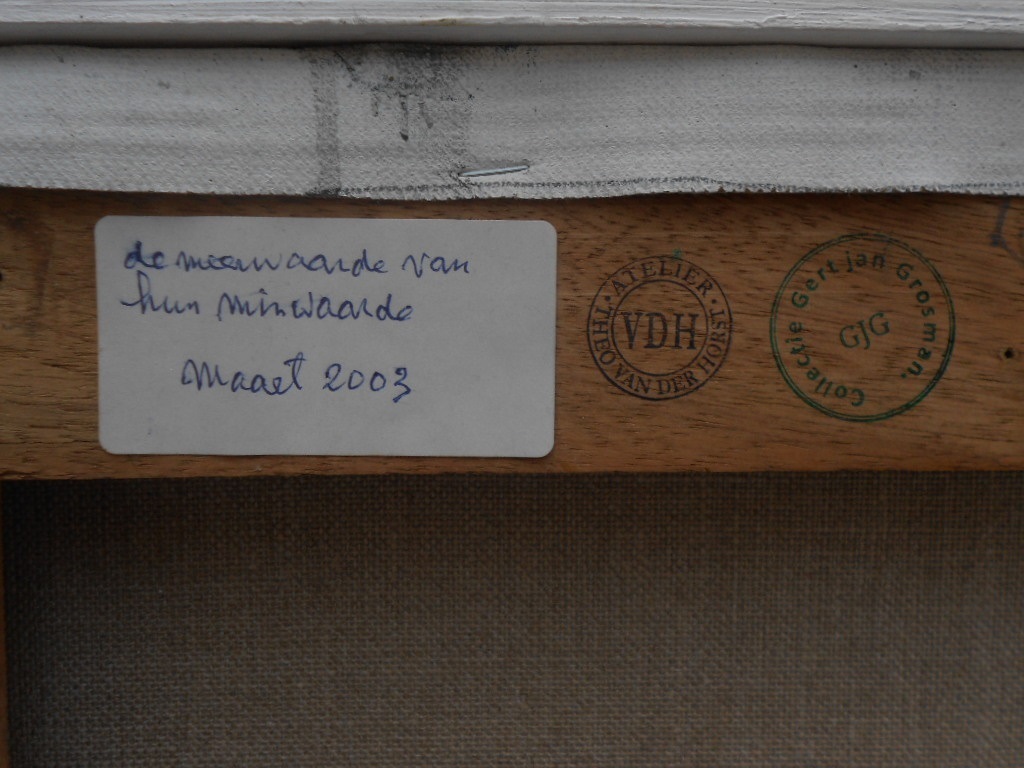 de meerwaarde van
hun minwaarde
Maart 2003
· ATELIER ·
THEO VAN DER HORST
VDH
Collectie Gert jan Grosman.
GJG